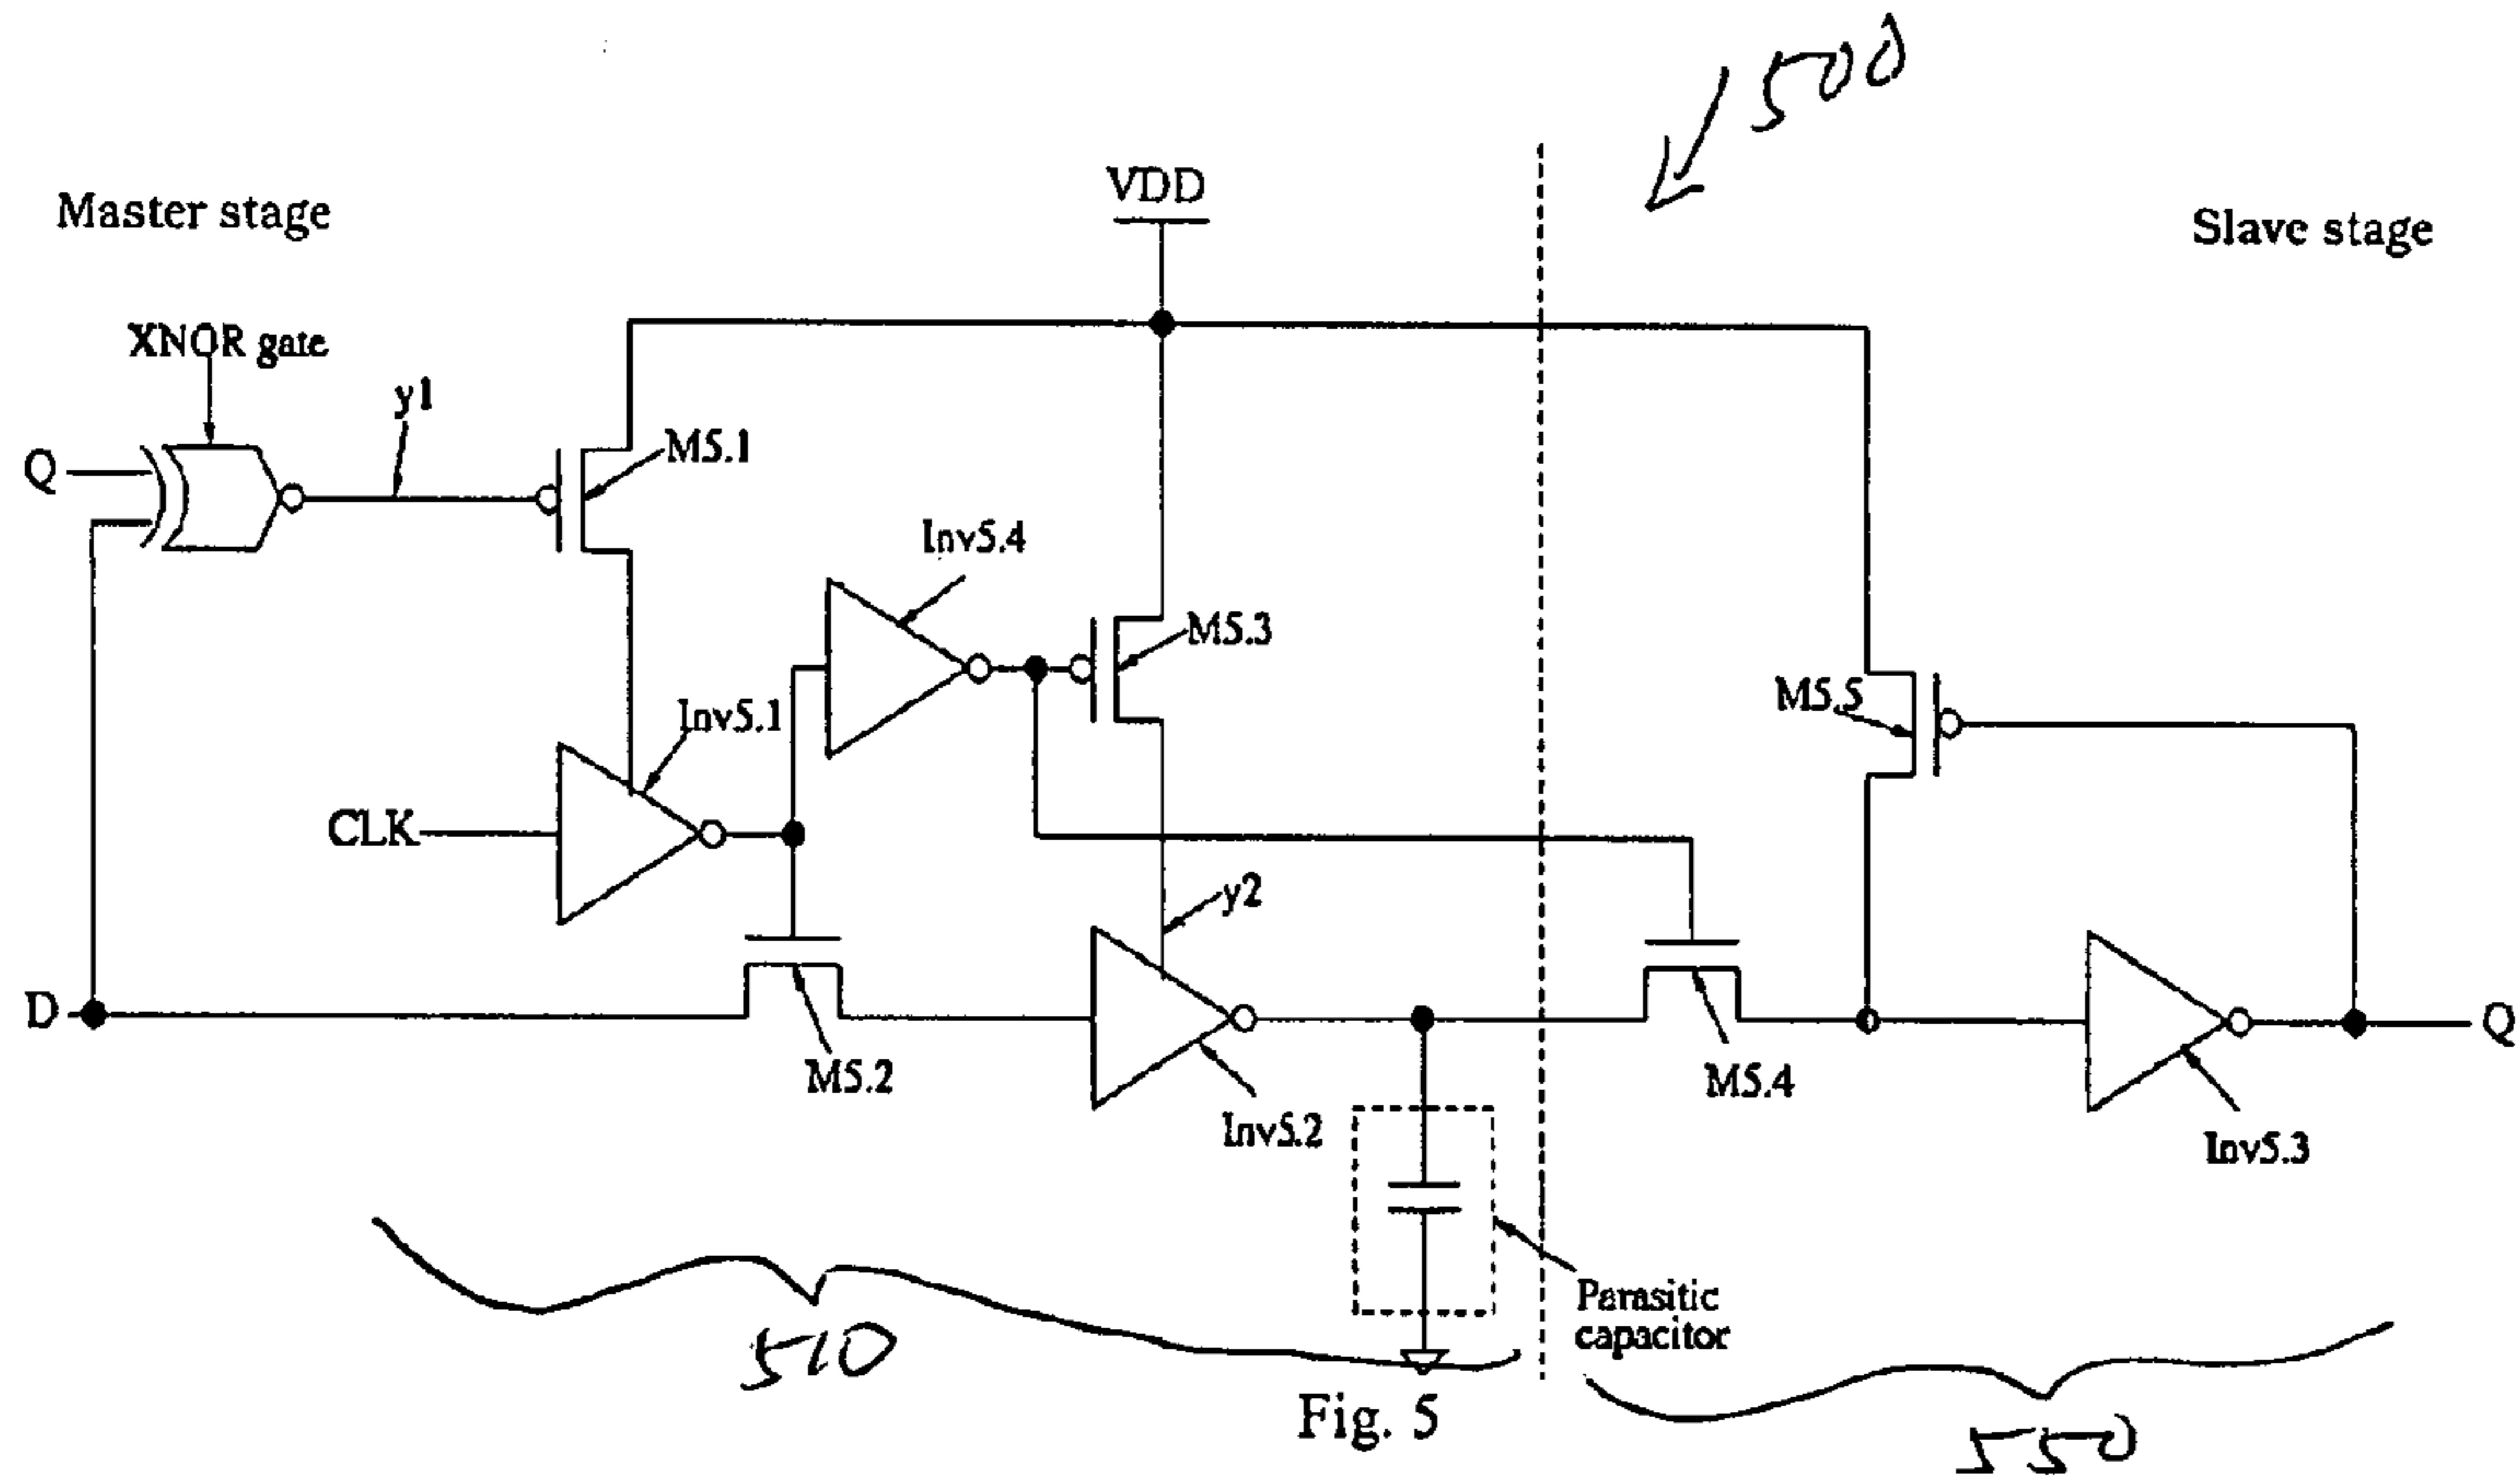 500
VDD
Master stage
Slave stage
XNOR gate
y1
M5.1
Q
Inv5.4
M5.3
M5.5
Inv5.1
CLK
y2
D
Q
M5.2
M5.4
Inv5.2
Inv5.3
Parasitic
capacitor
510
Fig. 5
550